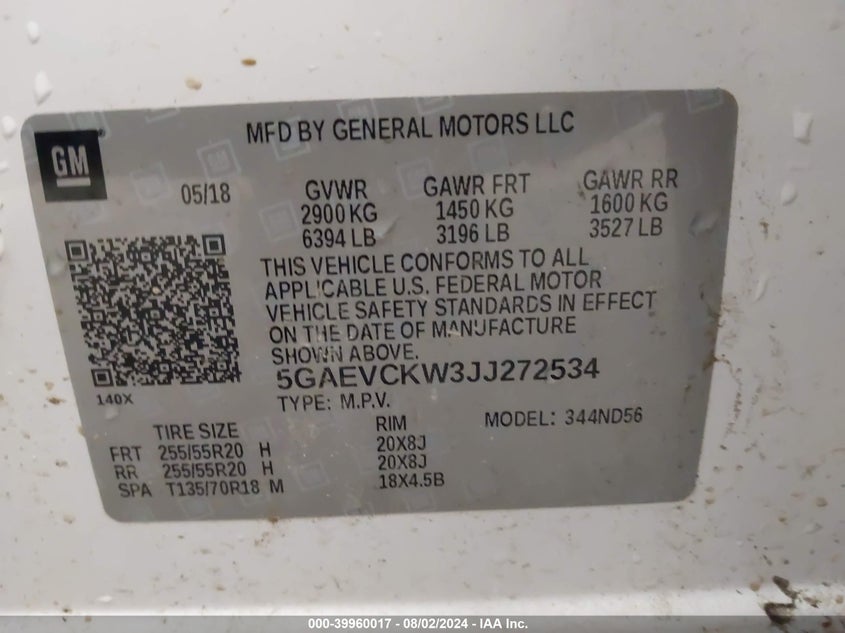 MFD BY GENERAL MOTORS LLC
GM
05/18 GVWR GAWR FRT GAWR RR
2900 KG 1450 KG 1600 KG
6394 LB 3196 LB 3527 LB
THIS VEHICLE CONFORMS TO ALL
APPLICABLE U.S. FEDERAL MOTOR
VEHICLE SAFETY STANDARDS IN EFFECT
ON THE DATE OF MANUFACTURE
SHOWN ABOVE.
5GAEVCKW3JJ272534
140X
TYPE: M.P.V. MODEL: 344ND56
TIRE SIZE RIM
FRT 255/55R20 H 20X8J
RR 255/55R20 H 20X8J
SPA T135/70R18 M 18X4.5B
000-39960017 - 08/02/2024 - IAA Inc.